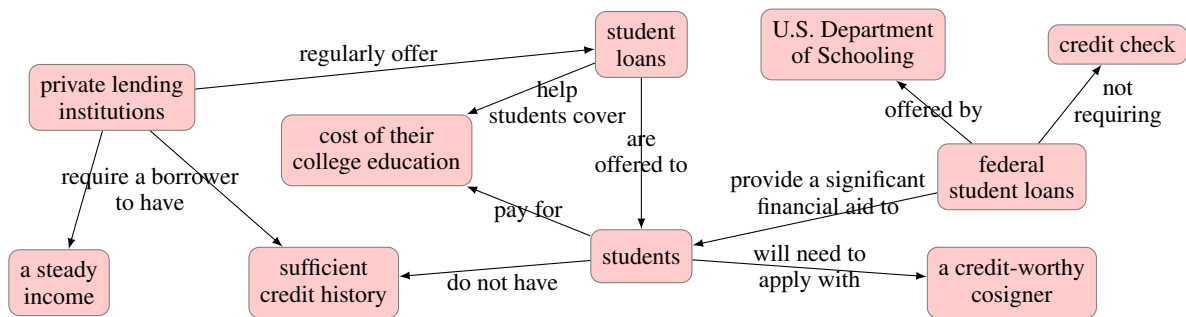 student
loans
U.S. Department
of Schooling
credit check
regularly offer
private lending
institutions
help
students cover
not
requiring
offered by
cost of their
college education
are
offered to
federal
student loans
require a borrower
to have
provide a significant
financial aid to
pay for
a steady
income
sufficient
credit history
do not have
students
will need to
apply with
a credit-worthy
cosigner